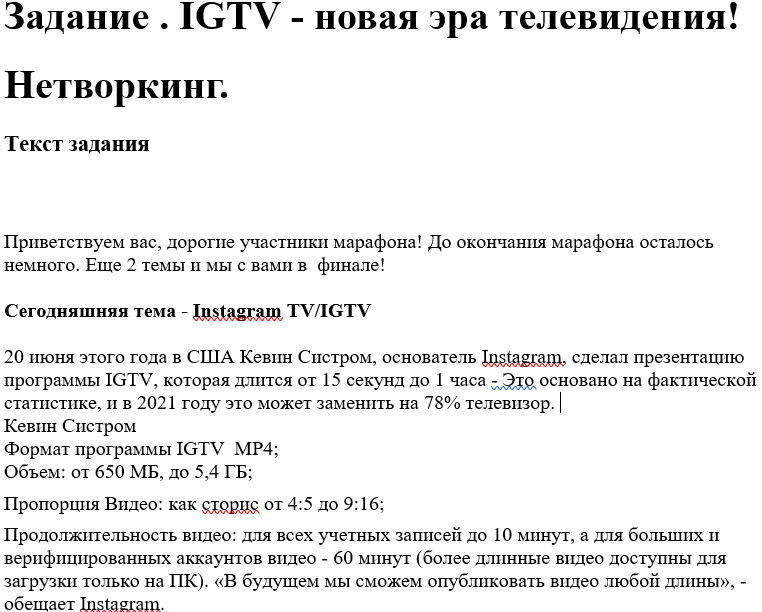 Задание . IGTV - новая эра телевидения!
Нетворкинг.
Текст задания
Приветствуем вас, дорогие участники марафона! До окончания марафона осталось
немного. Еще 2 темы и мы с вами в  финале!
Сегодняшняя тема - Instagram TV/IGTV
20 июня этого года в США Кевин Систром, основатель Instagram, сделал презентацию
программы IGTV, которая длится от 15 секунд до 1 часа - Это основано на фактической
статистике, и в 2021 году это может заменить на 78% телевизор.
Кевин Систром
Формат программы IGTV  MP4;
Объем: от 650 МБ, до 5,4 ГБ;
Пропорция Видео: как сторис от 4:5 до 9:16;
Продолжительность видео: для всех учетных записей до 10 минут, а для больших и
верифицированных аккаунтов видео - 60 минут (более длинные видео доступны для
загрузки только на ПК). «В будущем мы сможем опубликовать видео любой длины», -
обещает Instagram.